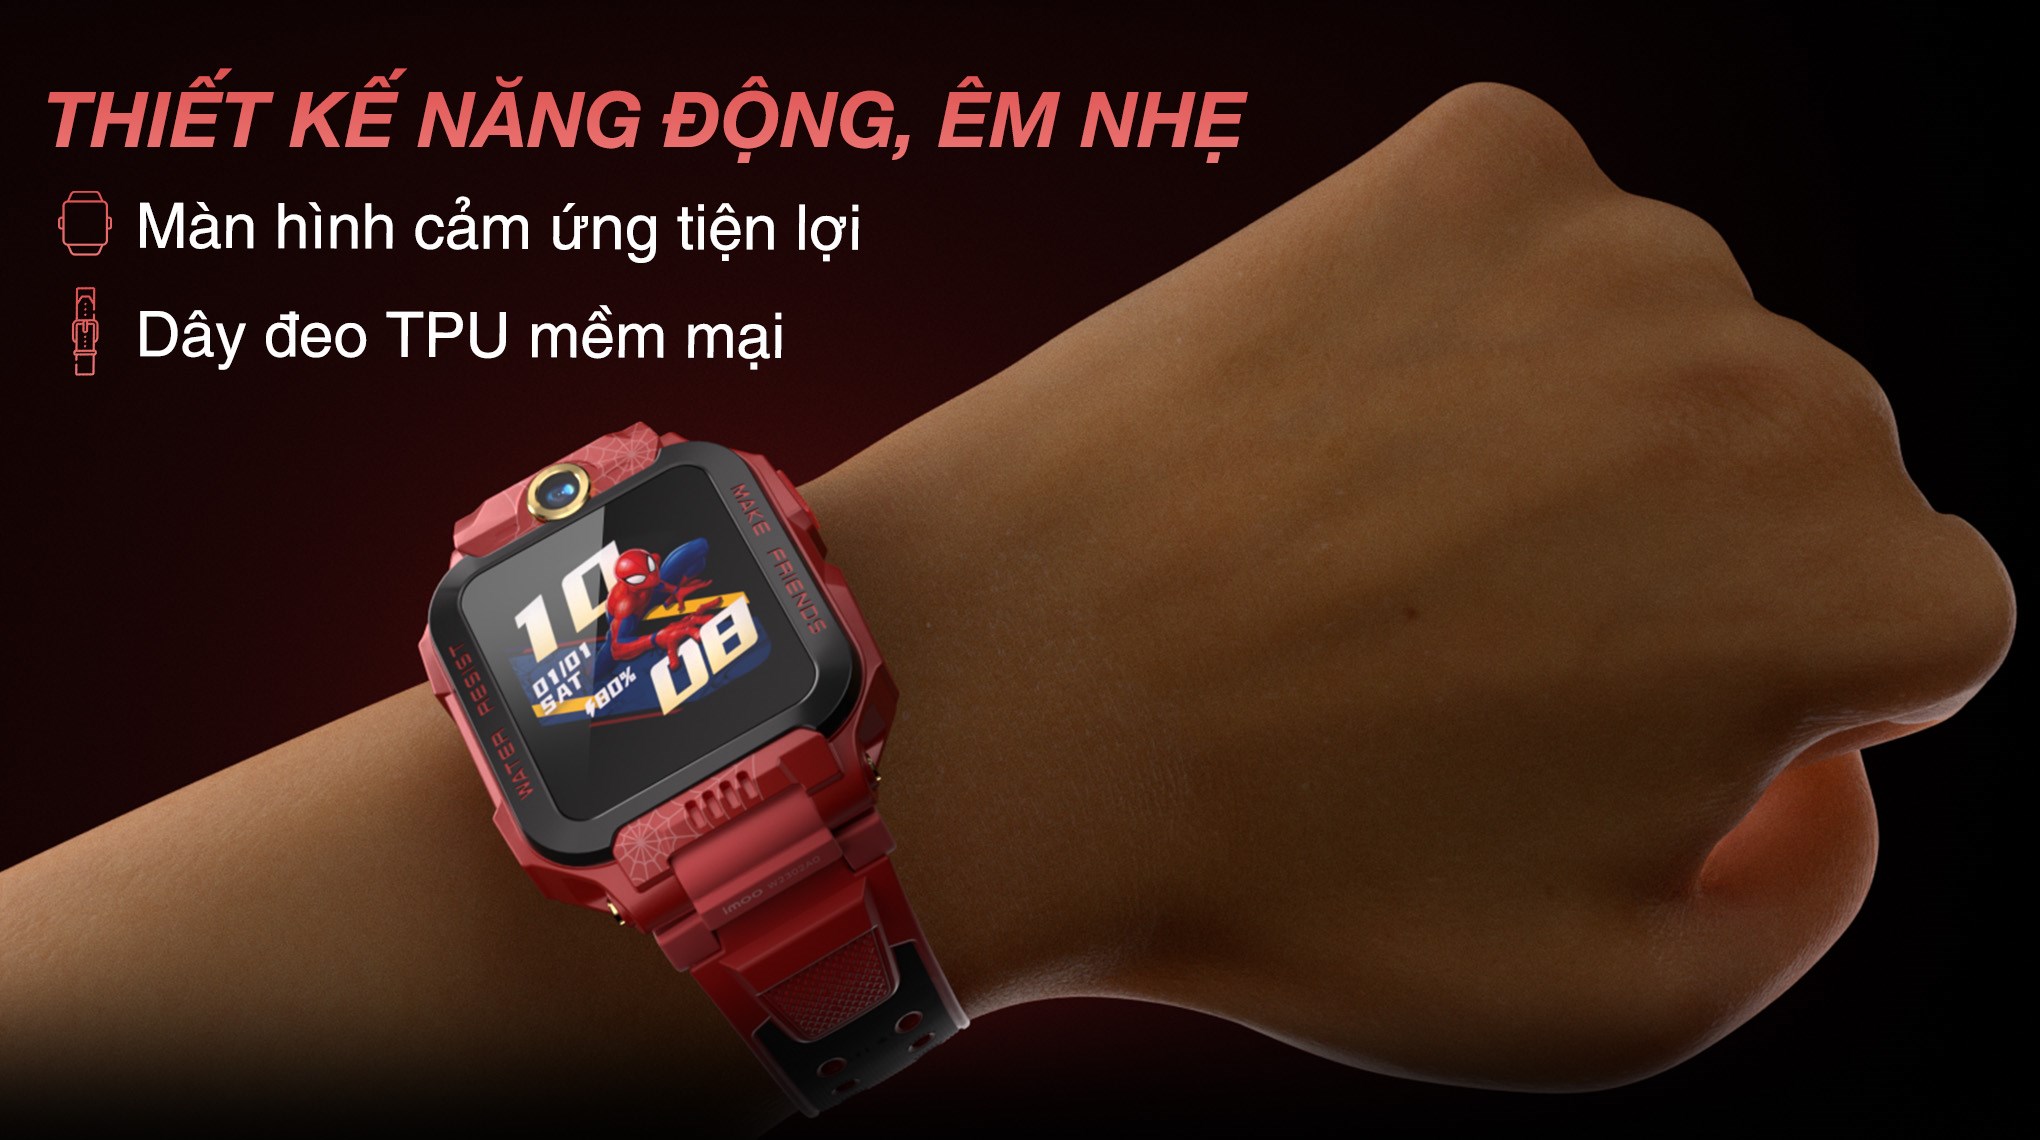 THIẾT KẾ NĂNG ĐỘNG, ÊM NHẸ
Màn hình cảm ứng tiện lợi
Dây đeo TPU mềm mại
MAKE FRIENDS
10
08
01/01
SAT
80%
WATER RESIST
imoo W2302AD